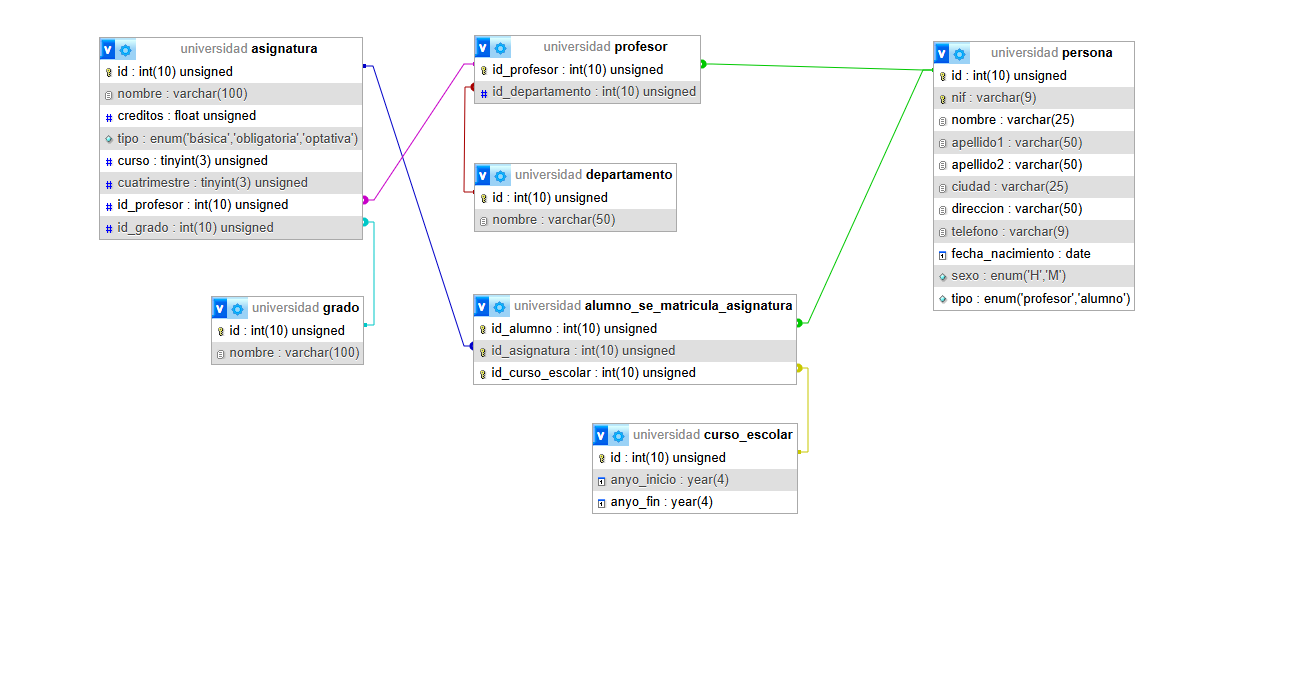 universidad asignatura
id : int(10) unsigned
nombre : varchar(100)
creditos : float unsigned
tipo : enum('básica','obligatoria','optativa')
curso : tinyint(3) unsigned
cuatrimestre : tinyint(3) unsigned
id_profesor : int(10) unsigned
id_grado : int(10) unsigned
universidad grado
id : int(10) unsigned
nombre : varchar(100)
universidad profesor
id_profesor : int(10) unsigned
id_departamento : int(10) unsigned
universidad departamento
id : int(10) unsigned
nombre : varchar(50)
universidad alumno_se_matricula_asignatura
id_alumno : int(10) unsigned
id_asignatura : int(10) unsigned
id_curso_escolar : int(10) unsigned
universidad curso_escolar
id : int(10) unsigned
anyo_inicio : year(4)
anyo_fin : year(4)
universidad persona
id : int(10) unsigned
nif : varchar(9)
nombre : varchar(25)
apellido1 : varchar(50)
apellido2 : varchar(50)
ciudad : varchar(25)
direccion : varchar(50)
telefono : varchar(9)
fecha_nacimiento : date
sexo : enum('H','M')
tipo : enum('profesor','alumno')